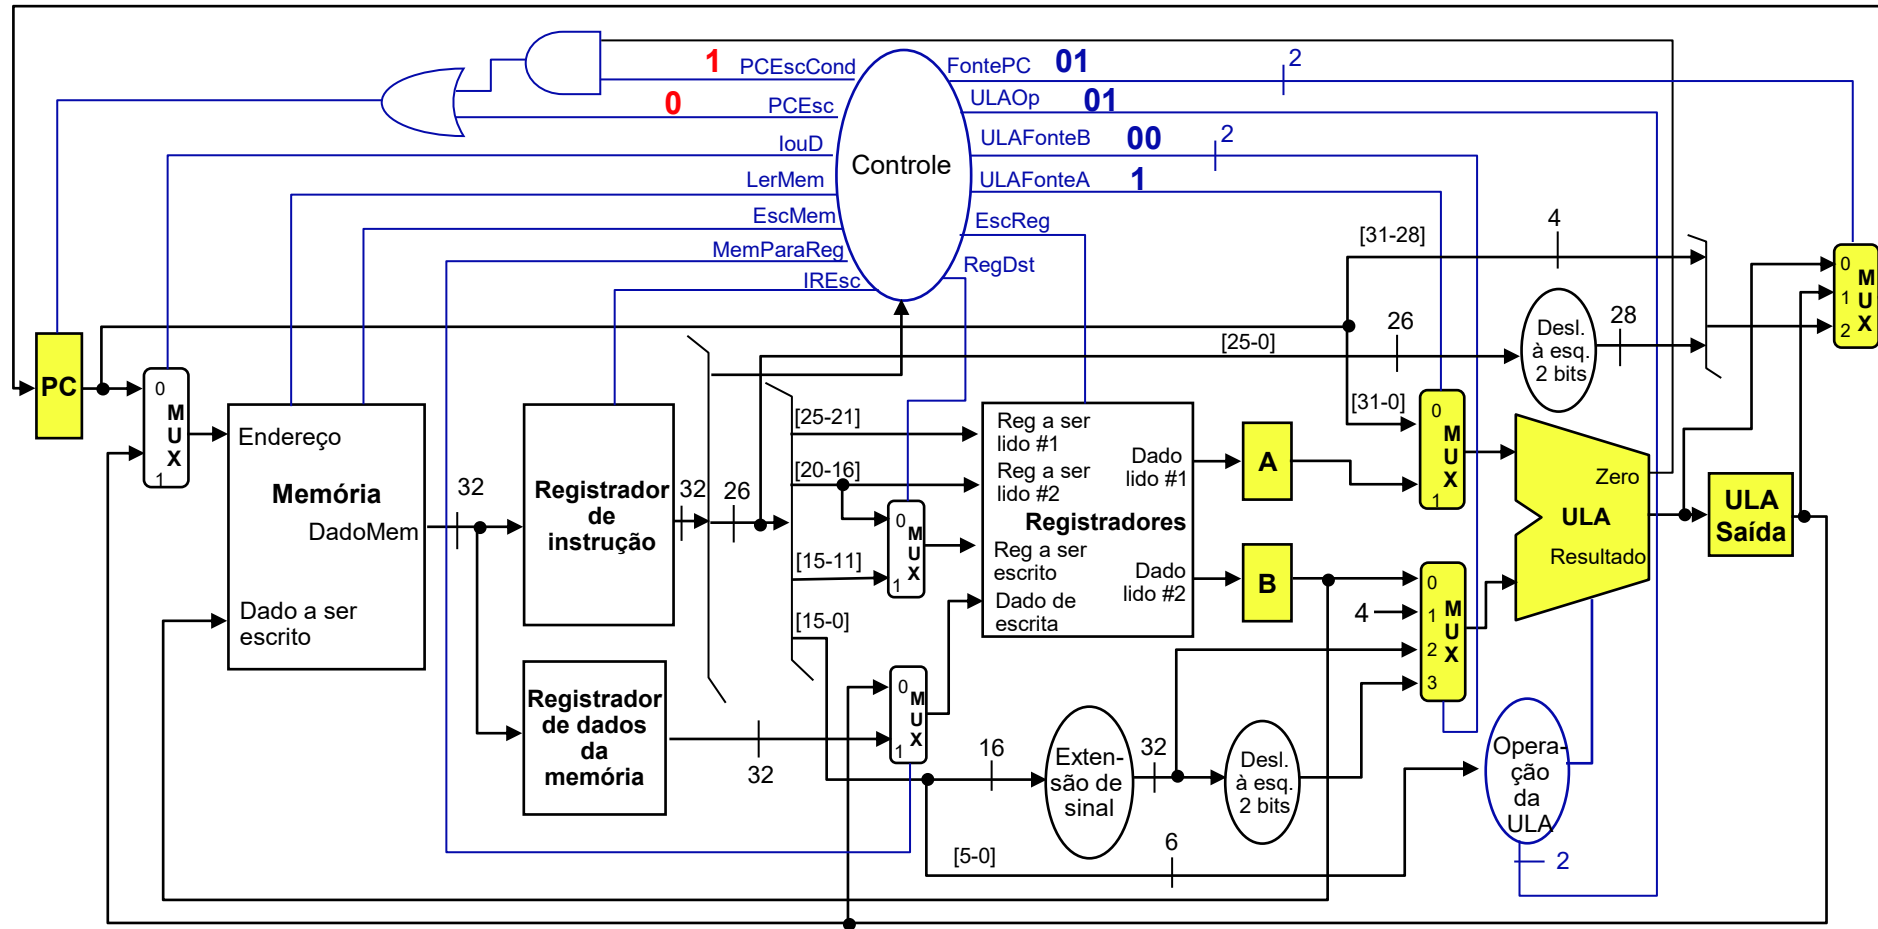 1 PCEscCond
0 PCEsc
IouD
LerMem
EscMem
MemParaReg
IREsc
Controle
FontePC 01 2
ULAOp 01
ULAFonteB 00 2
ULAFonteA 1
EscReg
RegDst
[31-28] 4
[25-0] 26
Desl.
à esq.
2 bits
28
0
1
2
M
U
X
[31-0]
PC
0
M
U
X
1
Endereço
Memória
DadoMem
Dado a ser
escrito
32
Registrador
de
instrução
32
26
Registrador
de dados
da
memória
32
[25-21]
[20-16]
[15-11]
[15-0]
0
M
U
X
1
0
M
U
X
1
Reg a ser
lido #1
Reg a ser
lido #2
Registradores
Reg a ser
escrito
Dado de
escrita
Dado
lido #1
Dado
lido #2
A
B
0
M
U
X
1
4
0
1
2
3
M
U
X
Zero
ULA
Resultado
ULA
Saída
16
Exten-
são de
sinal
32
Desl.
à esq.
2 bits
[5-0] 6
Opera-
ção
da
ULA
2